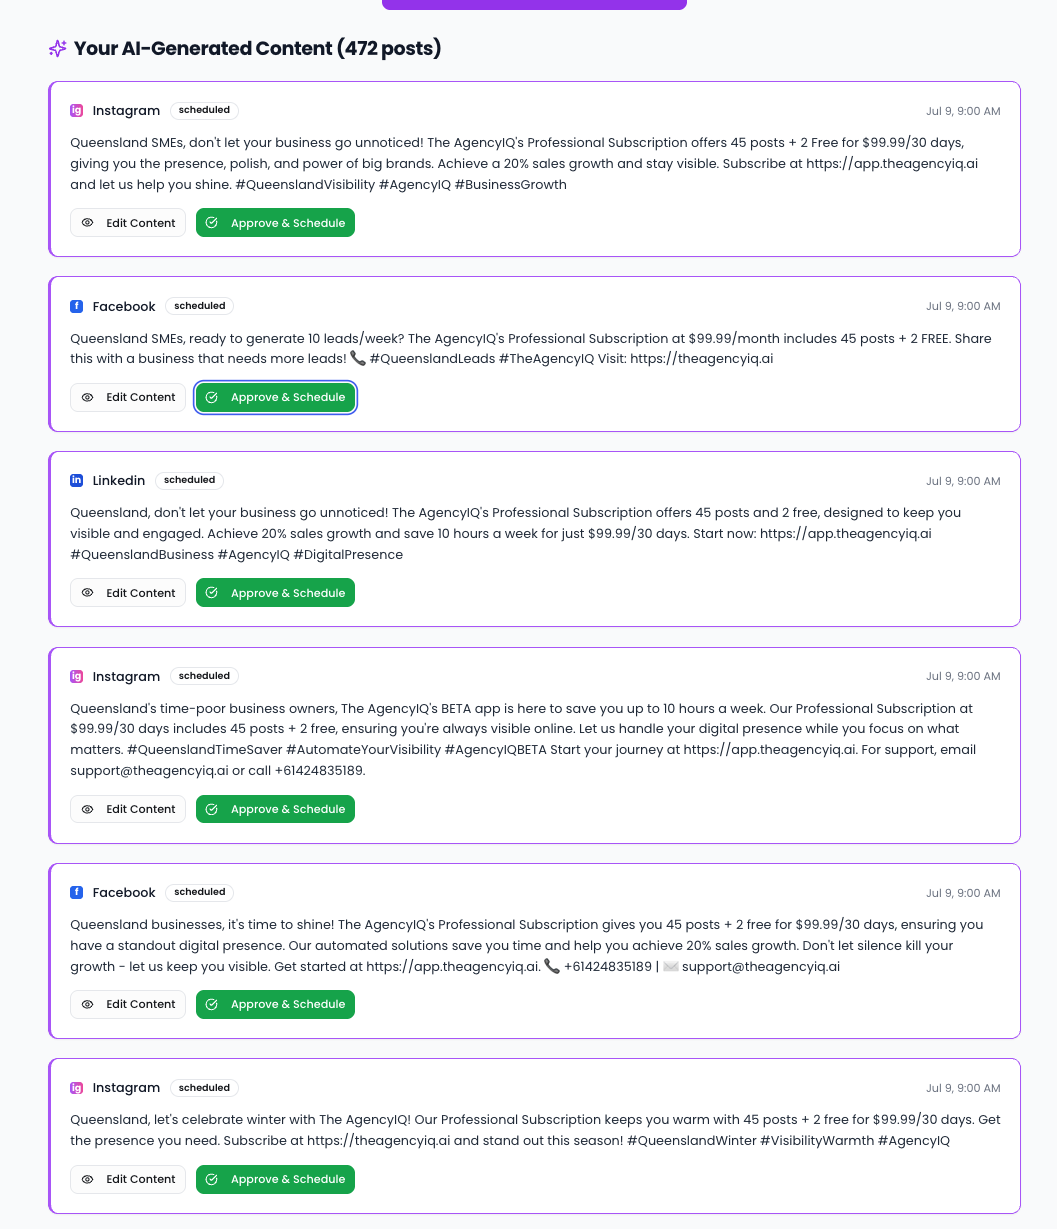 Your AI-Generated Content (472 posts)
ig Instagram scheduled Jul 9, 9:00 AM
Queensland SMEs, don't let your business go unnoticed! The AgencyIQ's Professional Subscription offers 45 posts + 2 Free for $99.99/30 days,
giving you the presence, polish, and power of big brands. Achieve a 20% sales growth and stay visible. Subscribe at https://app.theagencyiq.ai
and let us help you shine. #QueenslandVisibility #AgencyIQ #BusinessGrowth
Edit Content Approve & Schedule
f Facebook scheduled Jul 9, 9:00 AM
Queensland SMEs, ready to generate 10 leads/week? The AgencyIQ's Professional Subscription at $99.99/month includes 45 posts + 2 FREE. Share
this with a business that needs more leads! 📞 #QueenslandLeads #TheAgencyIQ Visit: https://theagencyiq.ai
Edit Content Approve & Schedule
in Linkedin scheduled Jul 9, 9:00 AM
Queensland, don't let your business go unnoticed! The AgencyIQ's Professional Subscription offers 45 posts and 2 free, designed to keep you
visible and engaged. Achieve 20% sales growth and save 10 hours a week for just $99.99/30 days. Start now: https://app.theagencyiq.ai
#QueenslandBusiness #AgencyIQ #DigitalPresence
Edit Content Approve & Schedule
ig Instagram scheduled Jul 9, 9:00 AM
Queensland's time-poor business owners, The AgencyIQ's BETA app is here to save you up to 10 hours a week. Our Professional Subscription at
$99.99/30 days includes 45 posts + 2 free, ensuring you're always visible online. Let us handle your digital presence while you focus on what
matters. #QueenslandTimeSaver #AutomateYourVisibility #AgencyIQBETA Start your journey at https://app.theagencyiq.ai. For support, email
support@theagencyiq.ai or call +61424835189.
Edit Content Approve & Schedule
f Facebook scheduled Jul 9, 9:00 AM
Queensland businesses, it's time to shine! The AgencyIQ's Professional Subscription gives you 45 posts + 2 free for $99.99/30 days, ensuring you
have a standout digital presence. Our automated solutions save you time and help you achieve 20% sales growth. Don't let silence kill your
growth - let us keep you visible. Get started at https://app.theagencyiq.ai. 📞 +61424835189 | ✉️ support@theagencyiq.ai
Edit Content Approve & Schedule
ig Instagram scheduled Jul 9, 9:00 AM
Queensland, let's celebrate winter with The AgencyIQ! Our Professional Subscription keeps you warm with 45 posts + 2 free for $99.99/30 days. Get
the presence you need. Subscribe at https://theagencyiq.ai and stand out this season! #QueenslandWinter #VisibilityWarmth #AgencyIQ
Edit Content Approve & Schedule